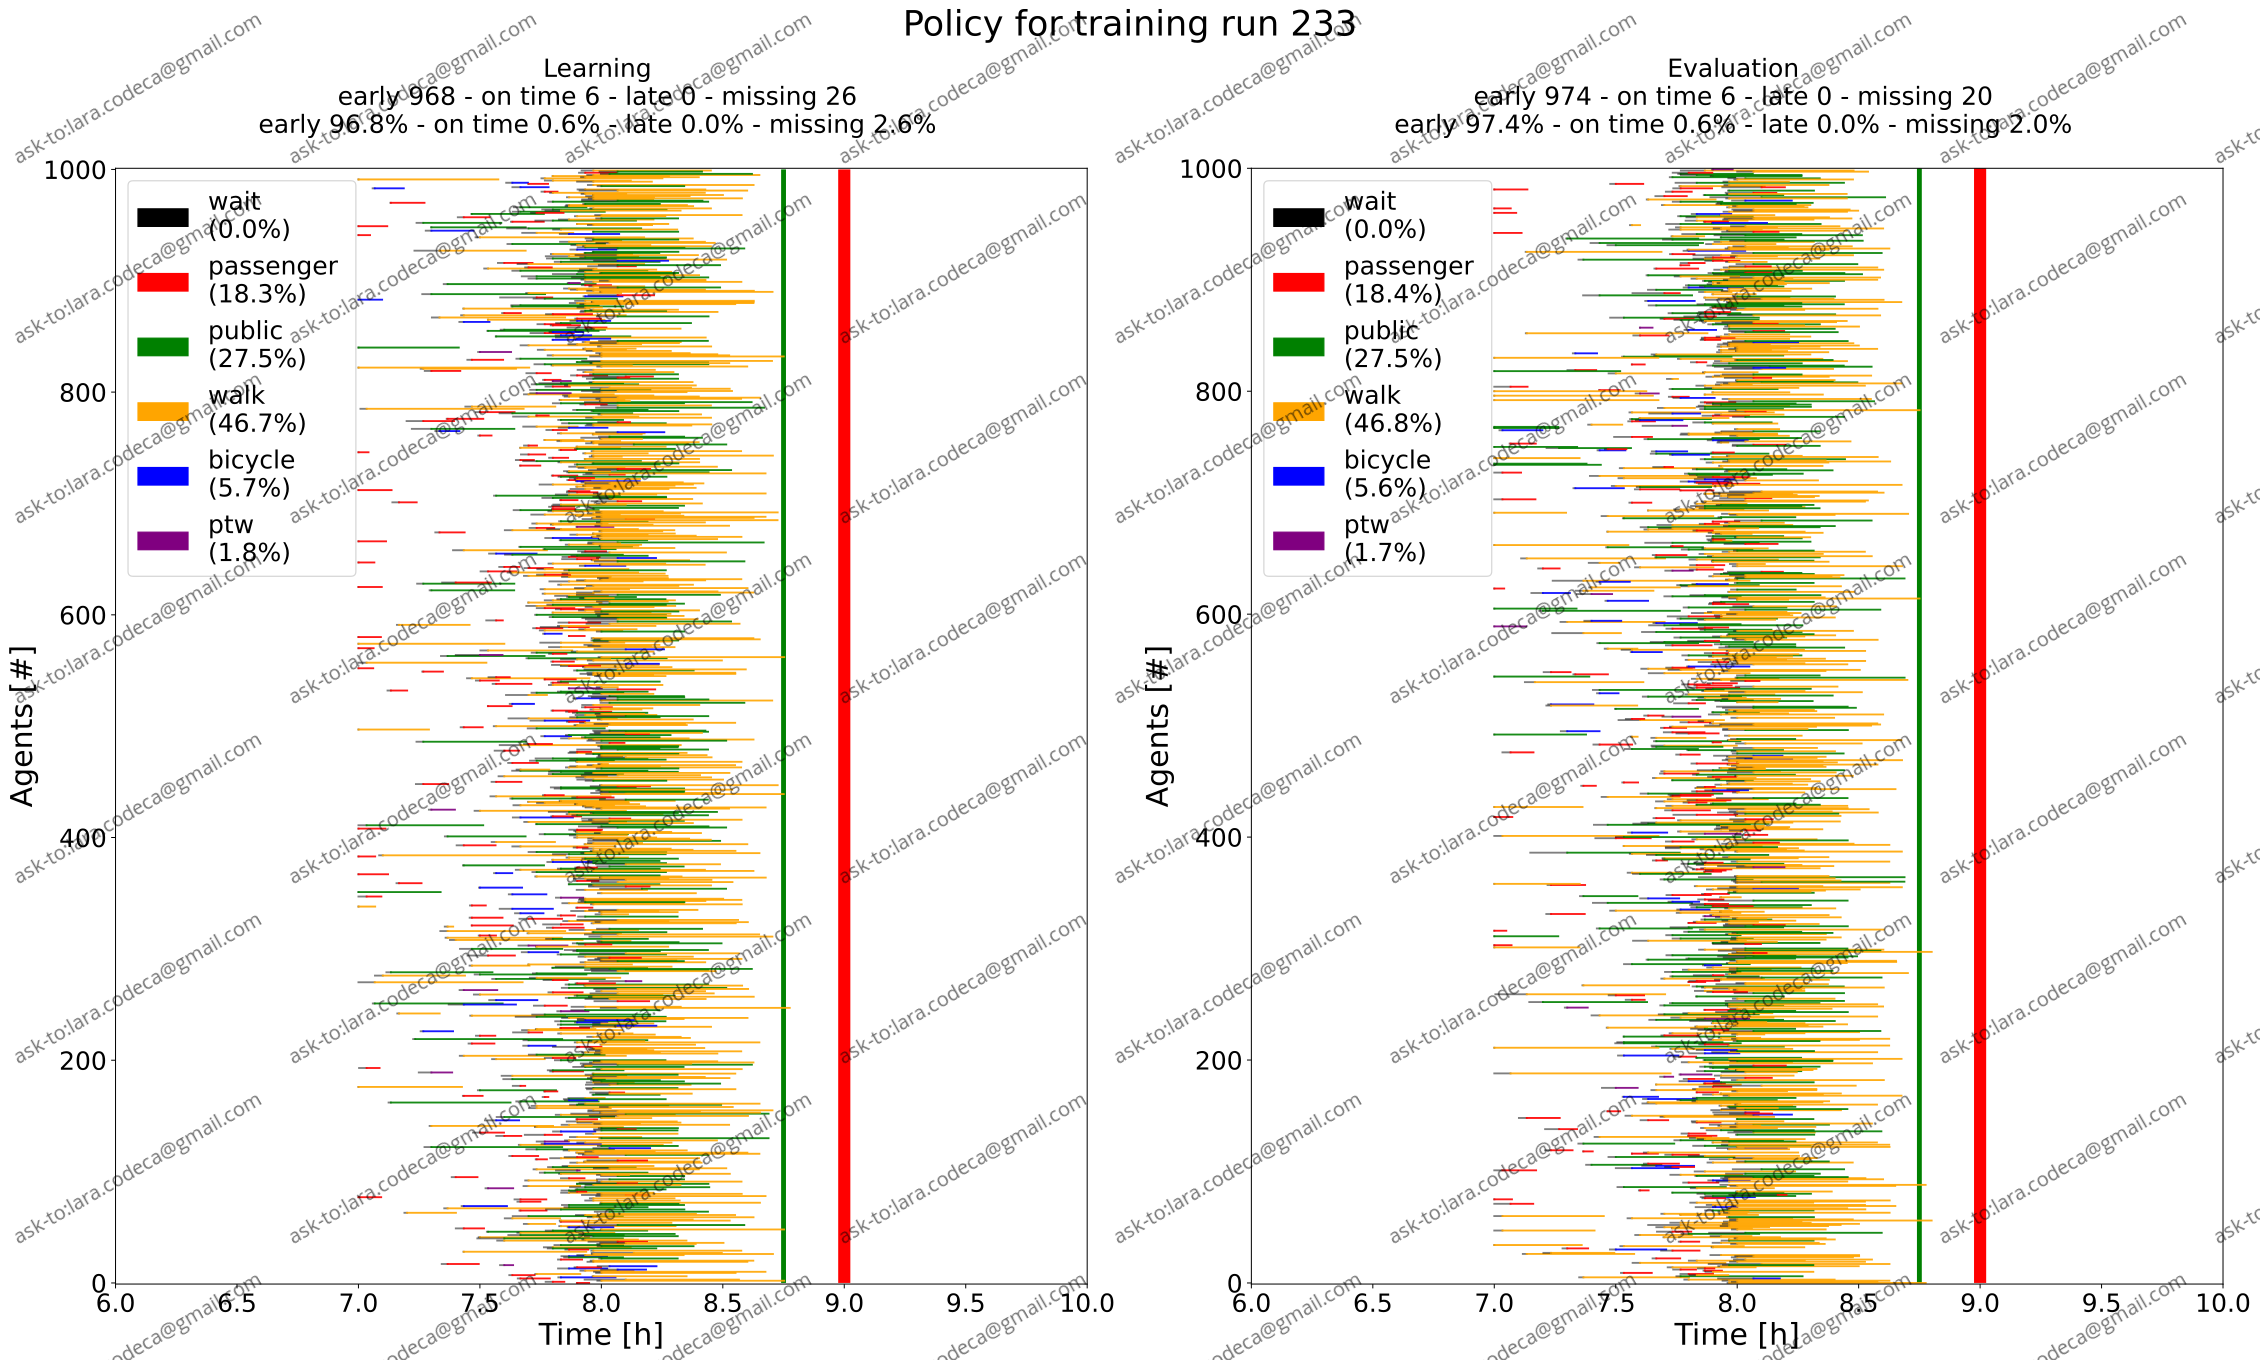 Policy for training run 233
Learning
early 968 - on time 6 - late 0 - missing 26
early 96.8% - on time 0.6% - late 0.0% - missing 2.6%
wait
(0.0%)
passenger
(18.3%)
public
(27.5%)
walk
(46.7%)
bicycle
(5.7%)
ptw
(1.8%)
1000
800
600
400
200
0
Agents [#]
6.0 6.5 7.0 7.5 8.0 8.5 9.0 9.5 10.0
Time [h]
Evaluation
early 974 - on time 6 - late 0 - missing 20
early 97.4% - on time 0.6% - late 0.0% - missing 2.0%
wait
(0.0%)
passenger
(18.4%)
public
(27.5%)
walk
(46.8%)
bicycle
(5.6%)
ptw
(1.7%)
1000
800
600
400
200
0
Agents [#]
6.0 6.5 7.0 7.5 8.0 8.5 9.0 9.5 10.0
Time [h]
ask-to:lara.codeca@gmail.com